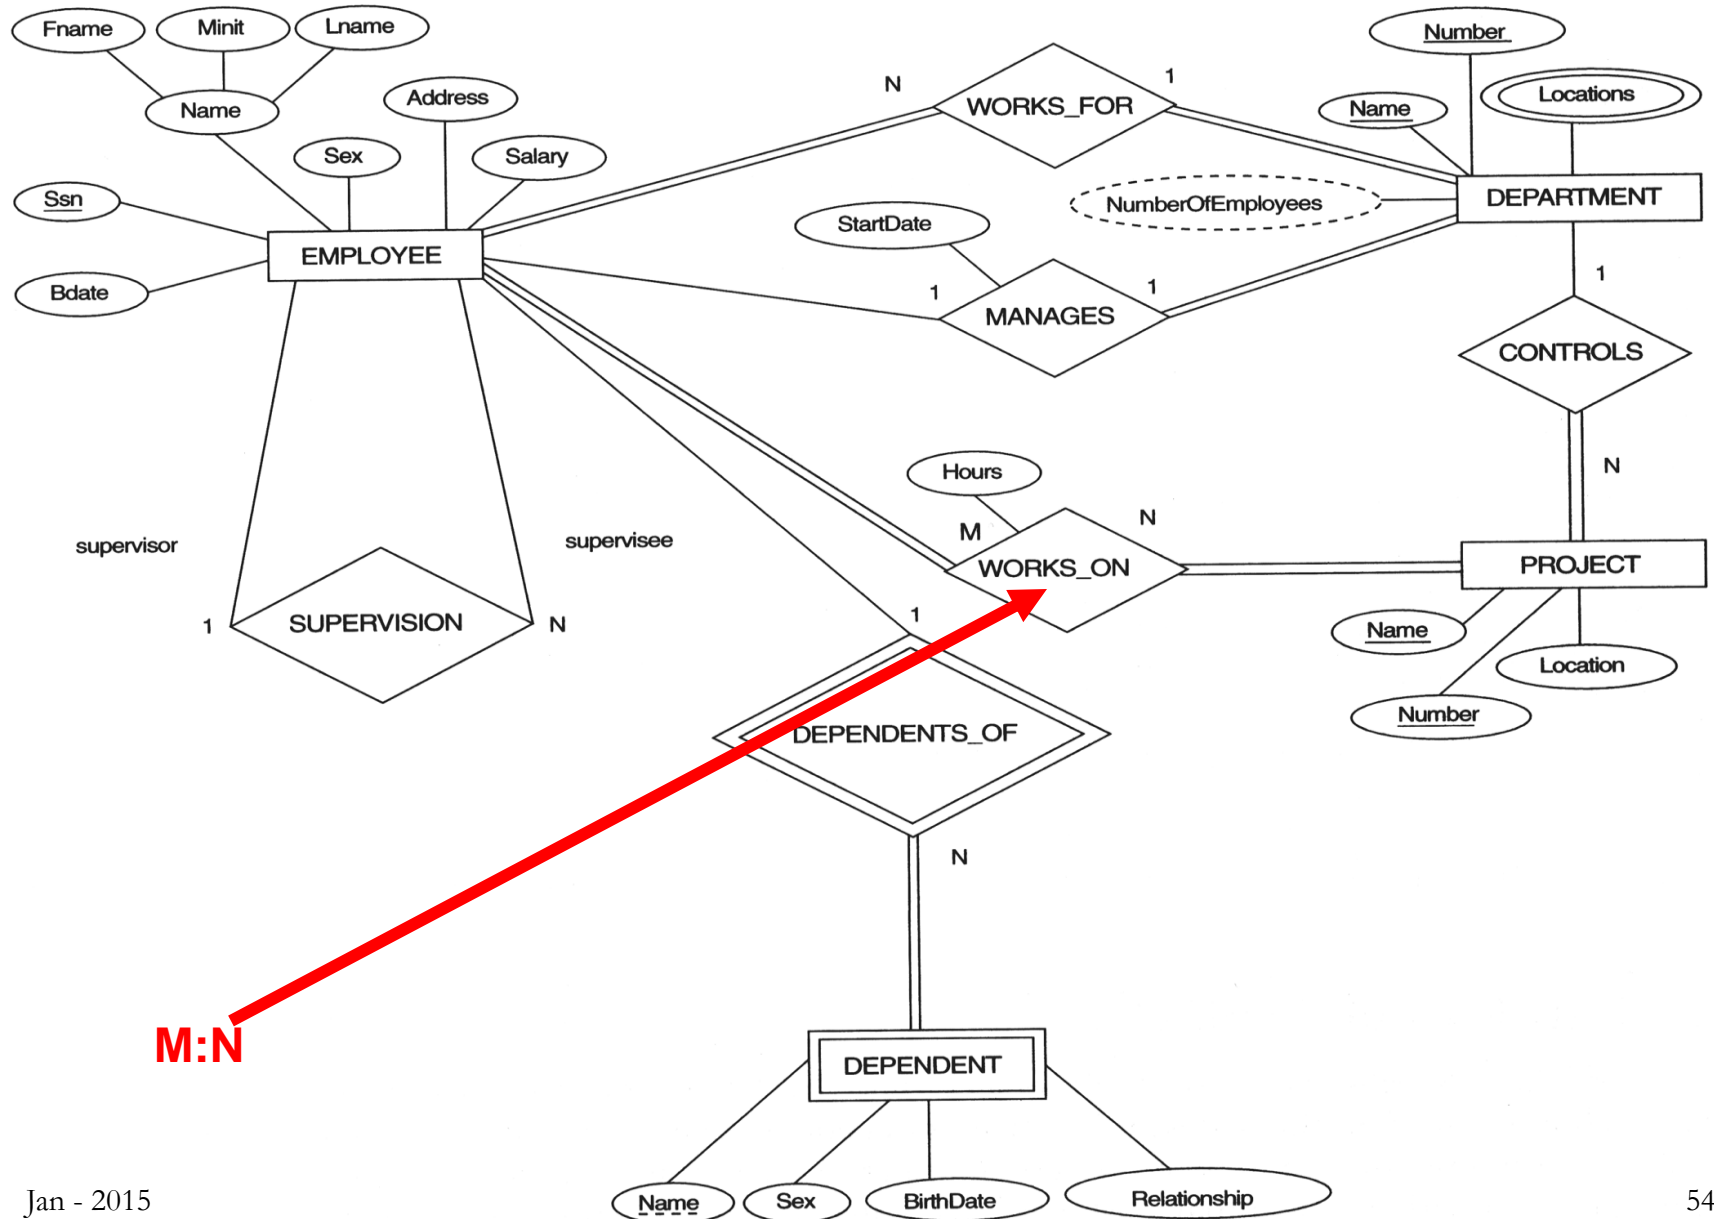 Fname
Minit
Lname
Number
Name
Address
N
1
WORKS_FOR
Name
Locations
Sex
Salary
Ssn
NumberOfEmployees
DEPARTMENT
StartDate
EMPLOYEE
Bdate
1
1
MANAGES
1
CONTROLS
Hours
N
M
N
supervisor
supervisee
WORKS_ON
PROJECT
1
SUPERVISION
N
1
Name
Location
Number
DEPENDENTS_OF
N
M:N
DEPENDENT
Name
Sex
BirthDate
Relationship
Jan - 2015
54